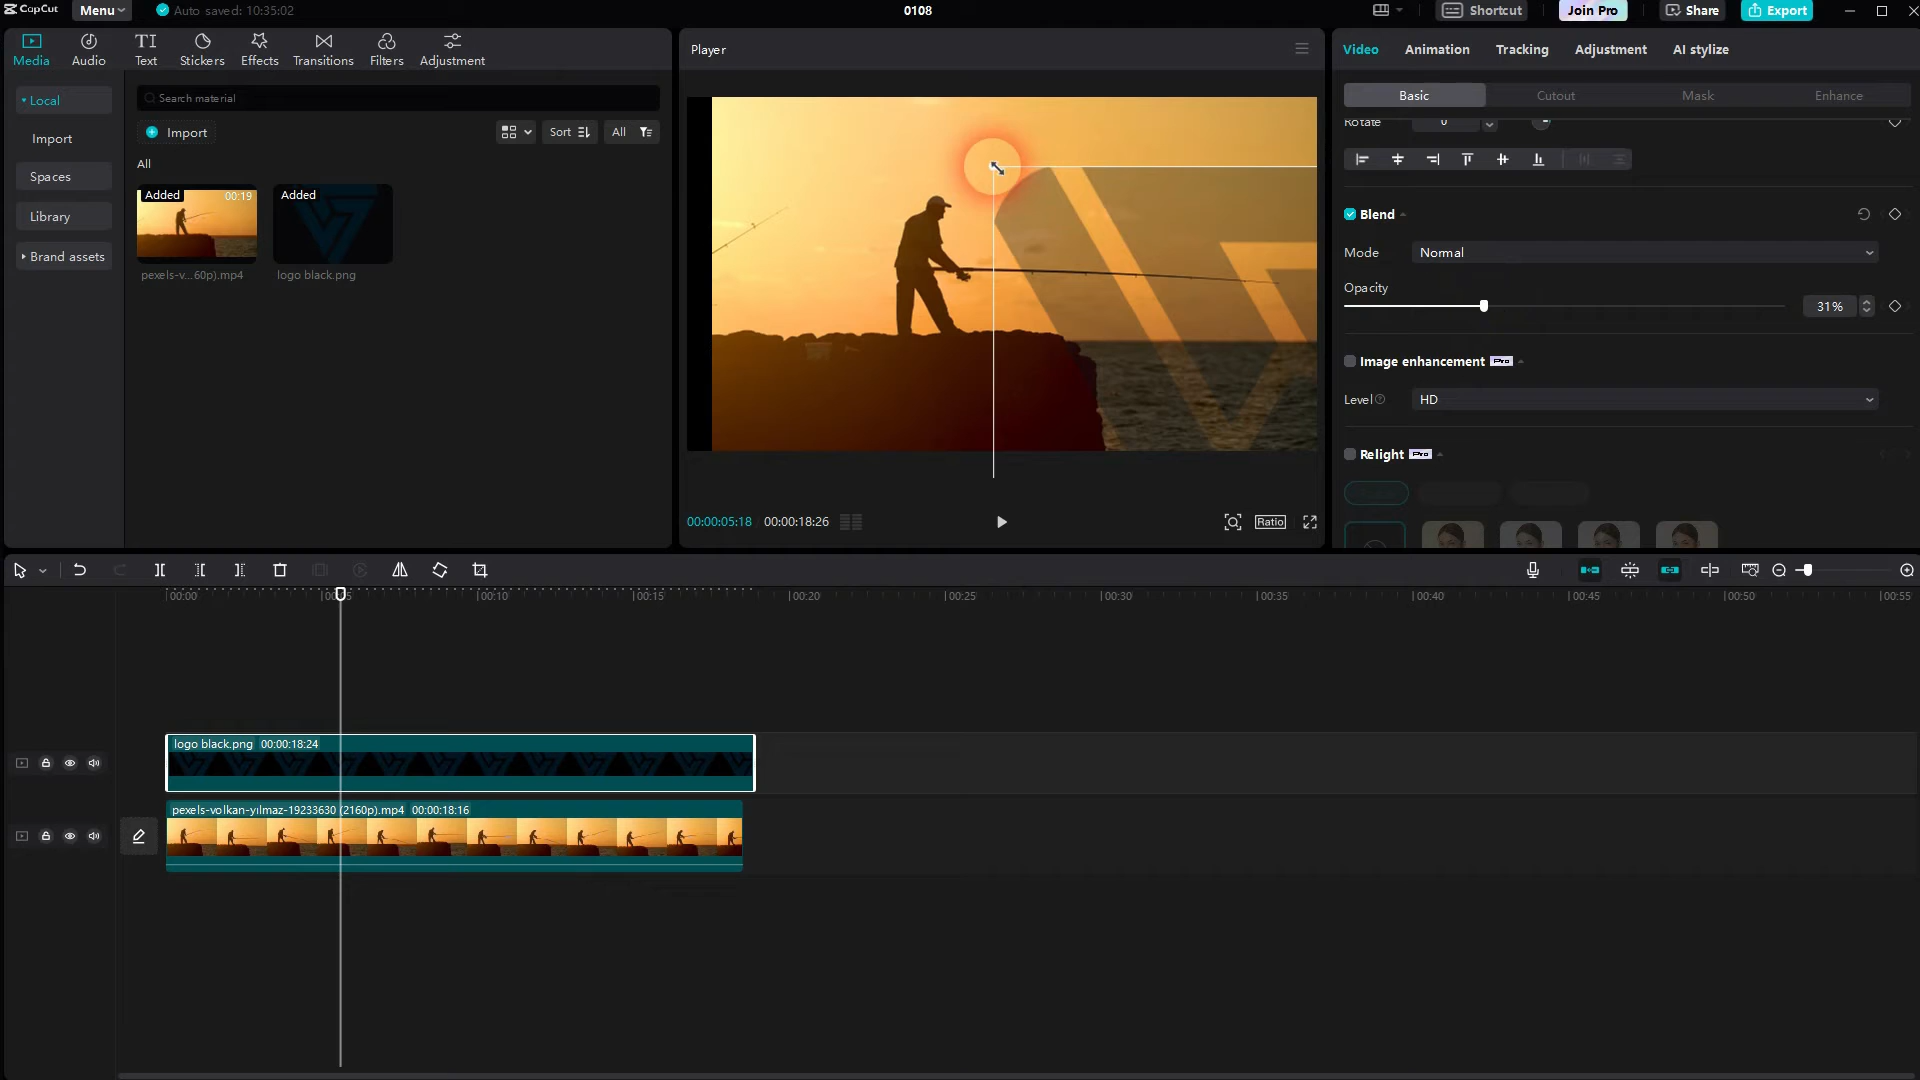 CapCut
Menu
Auto saved: 10:35:02
0108
Shortcut
Join Pro
Share
Export
Media
Audio
Text
Stickers
Effects
Transitions
Filters
Adjustment
Local
Import
Spaces
Library
Brand assets
Search material
Import
Sort
All
All
Added
00:19
pexels-v...60p).mp4
Added
logo black.png
Player
00:00:05:18
00:00:18:26
Ratio
Video
Animation
Tracking
Adjustment
AI stylize
Basic
Cutout
Mask
Enhance
Rotate
0°
Blend
Mode
Normal
Opacity
31%
Image enhancement
Pro
Level
HD
Relight
Pro
00:00
00:10
00:15
00:20
00:25
00:30
00:35
00:40
00:45
00:50
00:55
logo black.png 00:00:18:24
pexels-volkan-yılmaz-19233630 (2160p).mp4 00:00:18:16